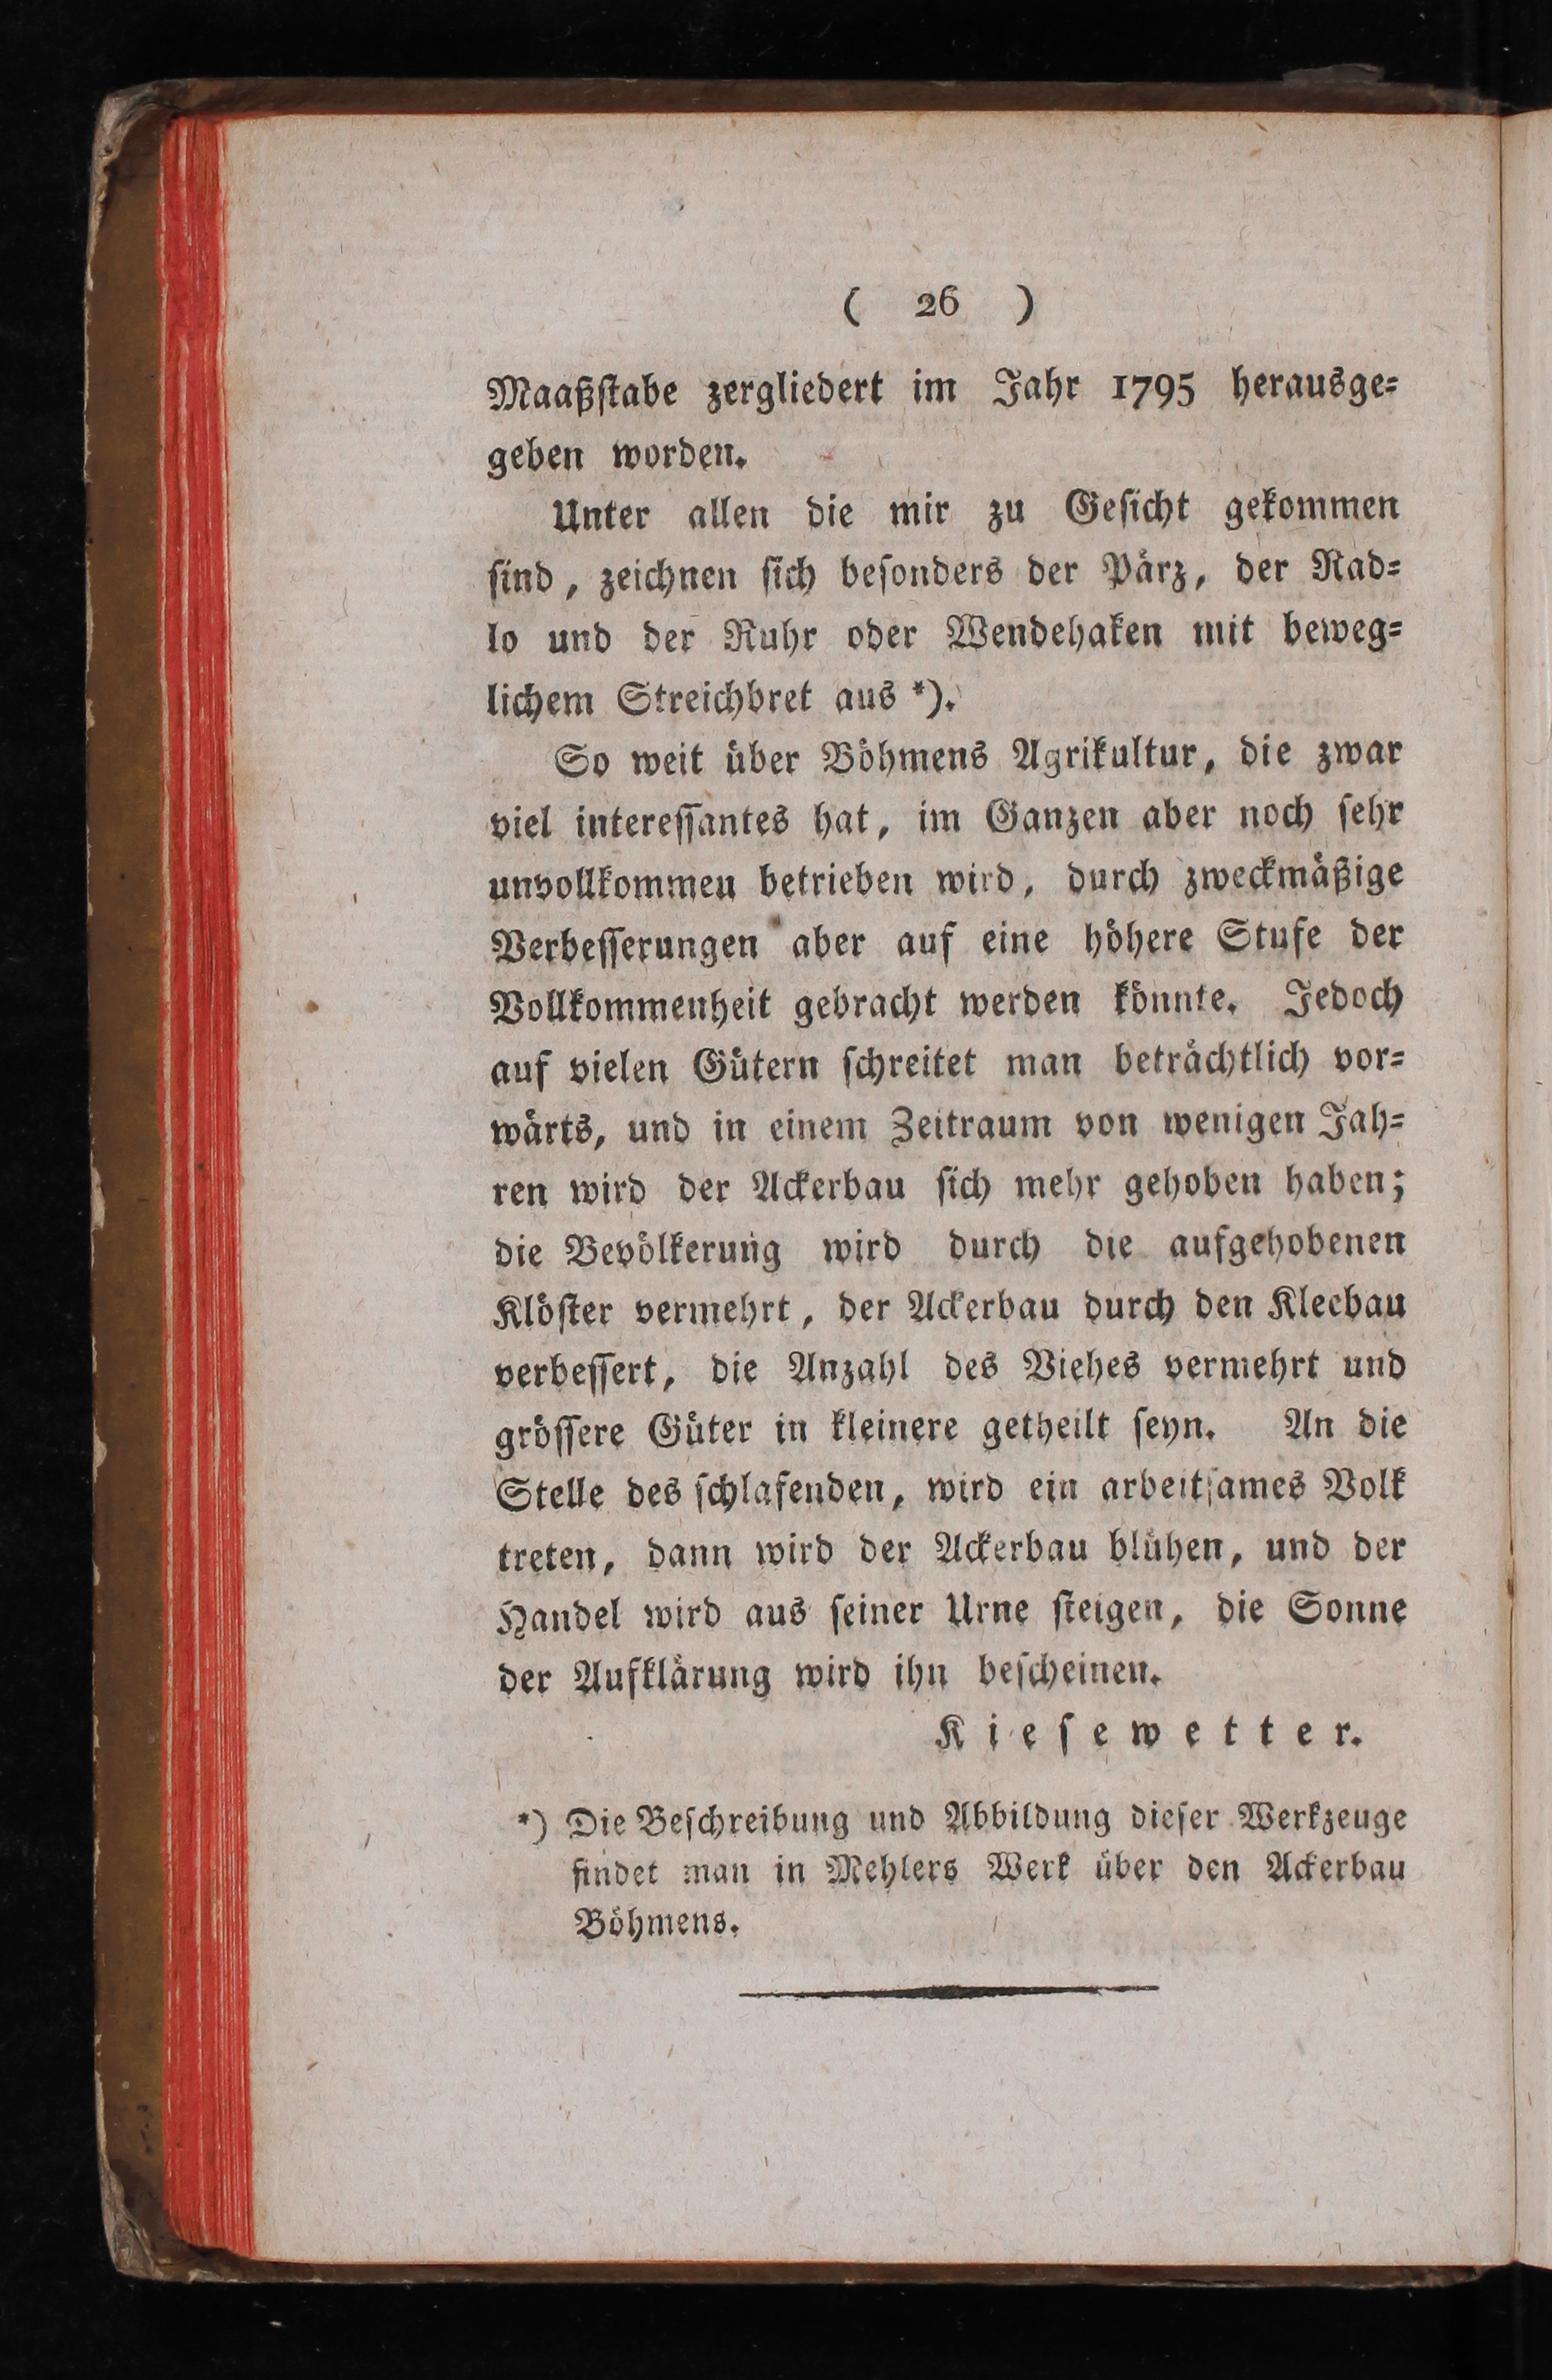 ( 26 )
Maaßſtabe zergliedert im Jahr 1795 herausge=
geben worden.
Unter allen die mir zu Geſicht gekommen
ſind, zeichnen ſich beſonders der Pärz, der Rad=
lo und der Ruhr oder Wendehaken mit beweg=
lichem Streichbret aus *).
So weit über Böhmens Agrikultur, die zwar
viel intereſſantes hat, im Ganzen aber noch ſehr
unvollkommen betrieben wird, durch zweckmäßige
Verbeſſerungen aber auf eine höhere Stufe der
Vollkommenheit gebracht werden könnte. Jedoch
auf vielen Gütern ſchreitet man beträchtlich vor=
wärts, und in einem Zeitraum von wenigen Jah=
ren wird der Ackerbau ſich mehr gehoben haben;
die Bevölkerung wird durch die aufgehobenen
Klöſter vermehrt, der Ackerbau durch den Kleebau
verbeſſert, die Anzahl des Viehes vermehrt und
gröſſere Güter in kleinere getheilt ſeyn. An die
Stelle des ſchlafenden, wird ein arbeitſames Volk
treten, dann wird der Ackerbau blühen, und der
Handel wird aus ſeiner Urne ſteigen, die Sonne
der Aufklärung wird ihn beſcheinen.
Kieſewetter.
*) Die Beſchreibung und Abbildung dieſer Werkzeuge
findet man in Mehlers Werk über den Ackerbau
Böhmens.